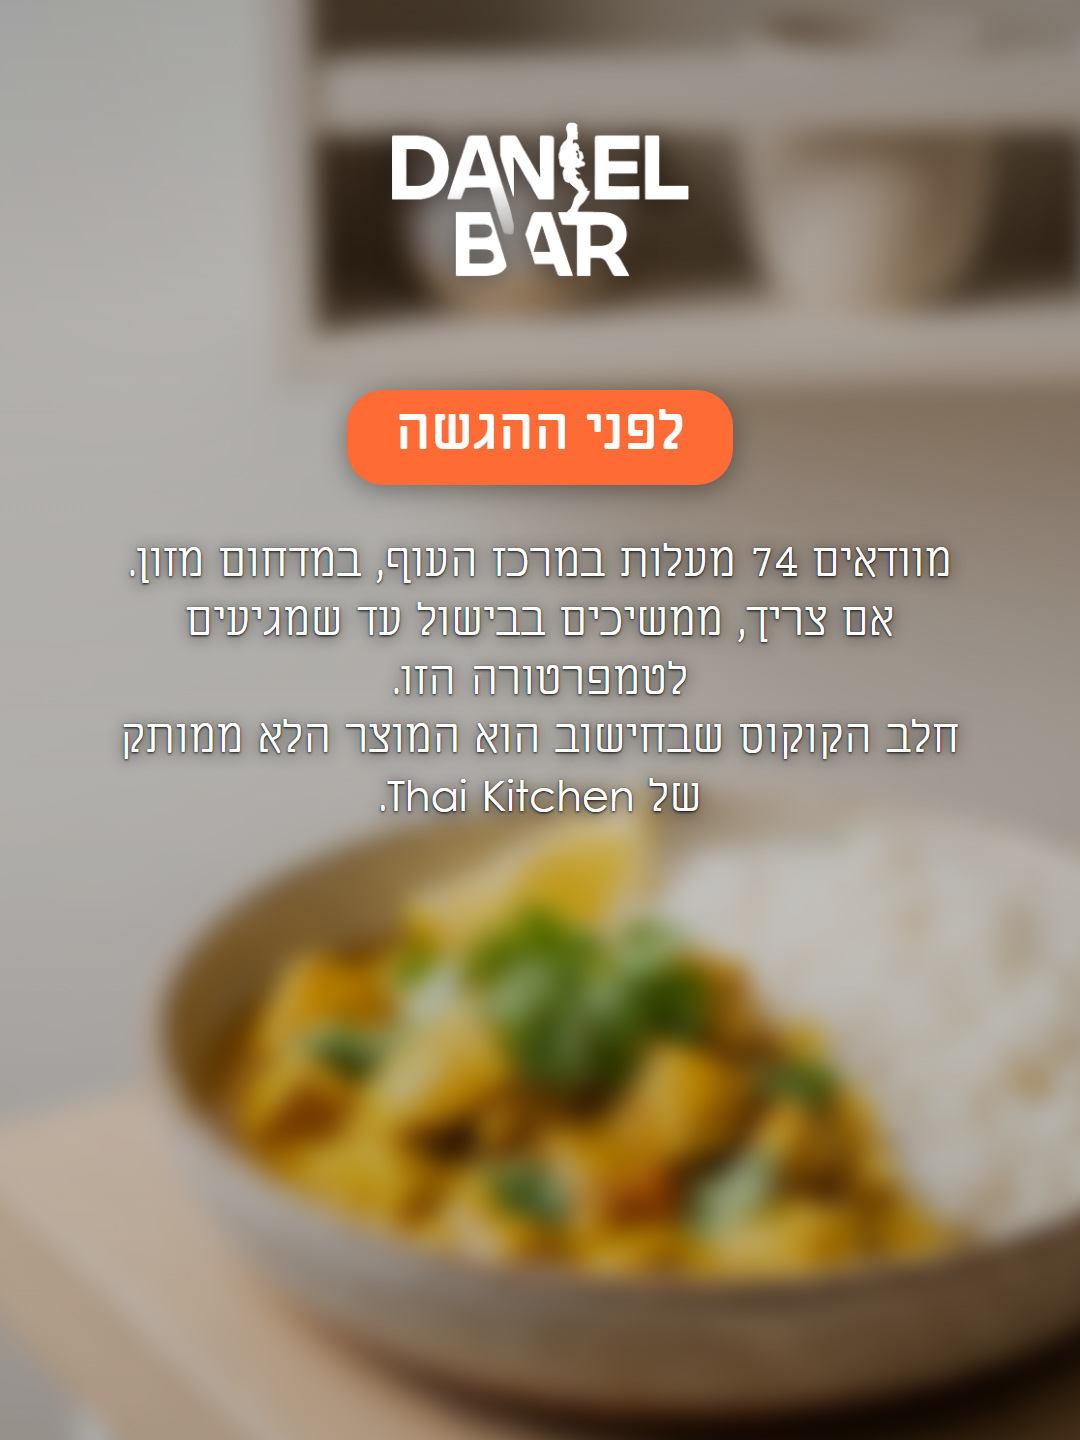 DANIEL
BAR
לפני ההגשה
מוודאים 74 מעלות במרכז העוף, במדחום מזון.
אם צריך, ממשיכים בבישול עד שמגיעים
לטמפרטורה הזו.
חלב הקוקוס שבחישוב הוא המוצר הלא ממותק
של Thai Kitchen.